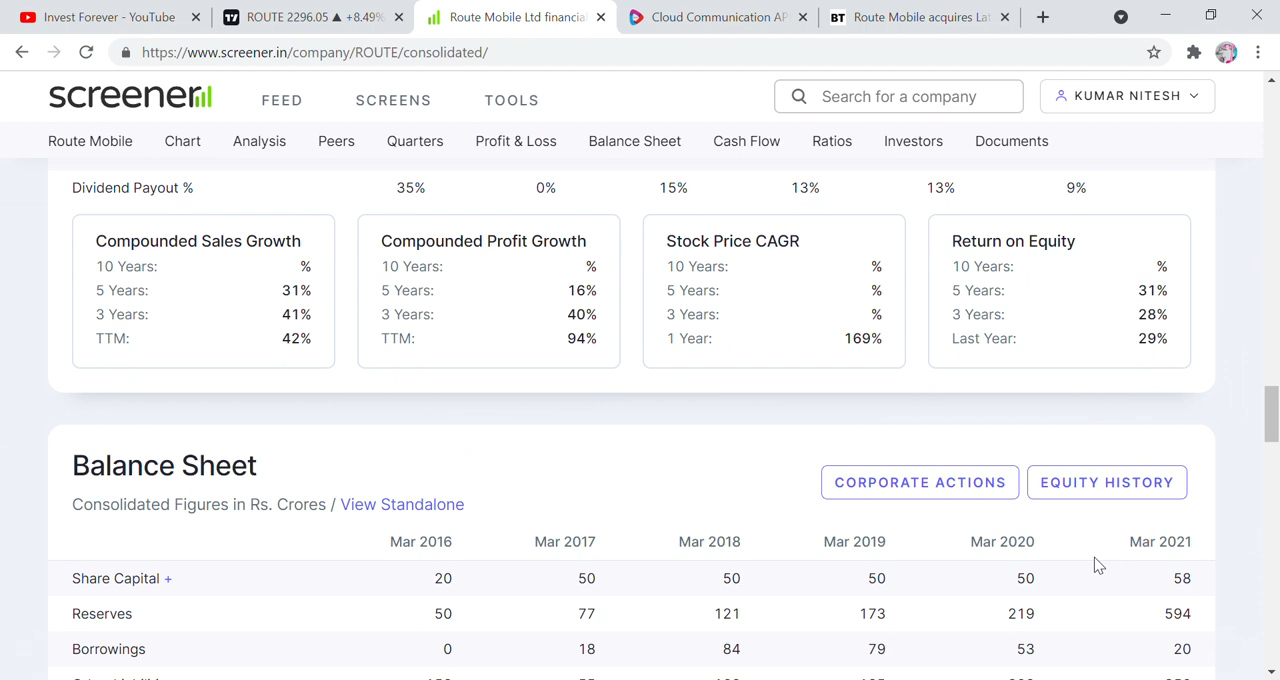 Invest Forever - YouTube
ROUTE 2296.05 ▲ +8.49%
Route Mobile Ltd financia
Cloud Communication AP
BT Route Mobile acquires Lat
https://www.screener.in/company/ROUTE/consolidated/
screener
FEED SCREENS TOOLS
Search for a company
KUMAR NITESH
Route Mobile Chart Analysis Peers Quarters Profit & Loss Balance Sheet Cash Flow Ratios Investors Documents
Dividend Payout % 35% 0% 15% 13% 13% 9%
Compounded Sales Growth
10 Years: %
5 Years: 31%
3 Years: 41%
TTM: 42%
Compounded Profit Growth
10 Years: %
5 Years: 16%
3 Years: 40%
TTM: 94%
Stock Price CAGR
10 Years: %
5 Years: %
3 Years: %
1 Year: 169%
Return on Equity
10 Years: %
5 Years: 31%
3 Years: 28%
Last Year: 29%
Balance Sheet
Consolidated Figures in Rs. Crores / View Standalone
CORPORATE ACTIONS
EQUITY HISTORY
Mar 2016 Mar 2017 Mar 2018 Mar 2019 Mar 2020 Mar 2021
Share Capital + 20 50 50 50 50 58
Reserves 50 77 121 173 219 594
Borrowings 0 18 84 79 53 20